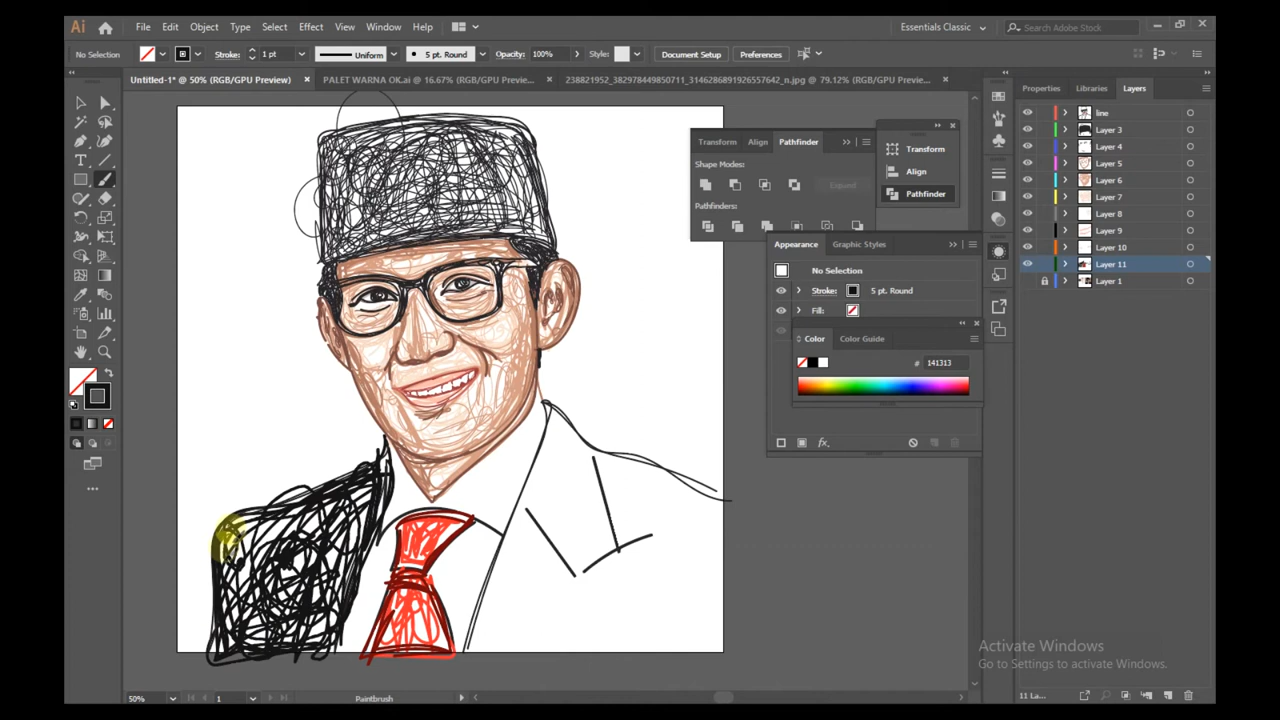 Ai File Edit Object Type Select Effect View Window Help Essentials Classic Search Adobe Stock
No Selection Stroke: 1 pt Uniform 5 pt. Round Opacity: 100% Style: Document Setup Preferences
Untitled-1* @ 50% (RGB/GPU Preview) × PALET WARNA OK.ai @ 16.67% (RGB/GPU Previe... × 238821952_382978449850711_3146286891926557642_n.jpg @ 79.12% (RGB/GPU Previe... ×
Properties Libraries Layers
line
Layer 3
Layer 4
Layer 5
Layer 6
Layer 7
Layer 8
Layer 9
Layer 10
Layer 11
Layer 1
Transform Align Pathfinder
Shape Modes:
Expand
Pathfinders:
Transform
Align
Pathfinder
Appearance Graphic Styles
No Selection
Stroke: 5 pt. Round
Fill:
Color Color Guide
# 141313
fx
Activate Windows
Go to Settings to activate Windows.
50% 1 Paintbrush 11 La...